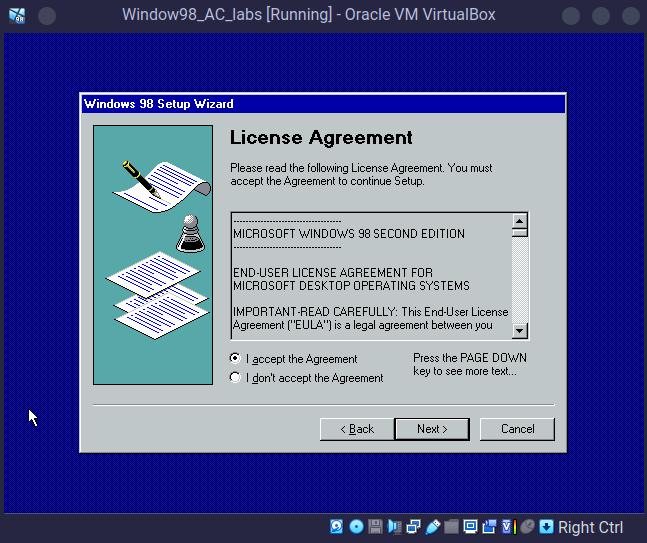 Window98_AC_labs [Running] - Oracle VM VirtualBox
Windows 98 Setup Wizard
License Agreement
Please read the following License Agreement. You must
accept the Agreement to continue Setup.
----------------------------------------
MICROSOFT WINDOWS 98 SECOND EDITION
----------------------------------------
END-USER LICENSE AGREEMENT FOR
MICROSOFT DESKTOP OPERATING SYSTEMS
IMPORTANT-READ CAREFULLY: This End-User License
Agreement ("EULA") is a legal agreement between you
I accept the Agreement
I don't accept the Agreement
Press the PAGE DOWN
key to see more text...
< Back
Next >
Cancel
Right Ctrl